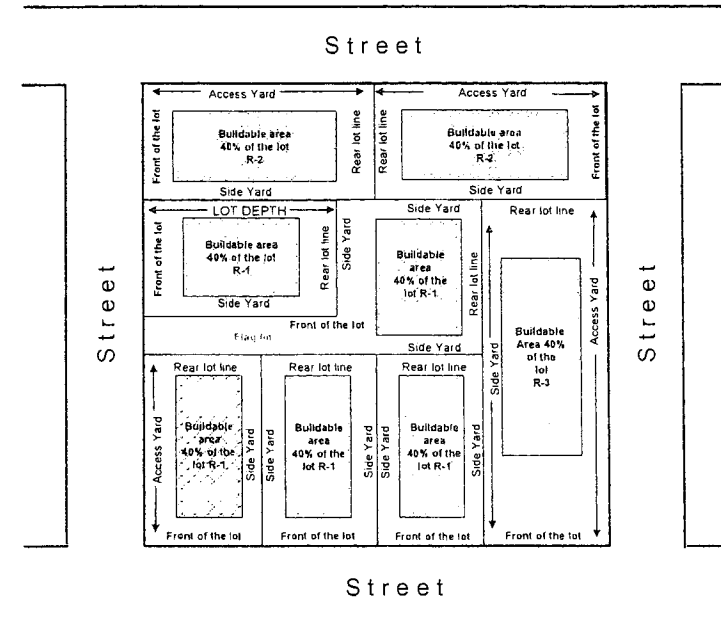 Street
Access Yard
Front of the lot
Buildable area
40% of the lot
R-2
Rear lot line
Side Yard
Access Yard
Rear lot line
Buildable area
40% of the lot
R-2
Front of the lot
Side Yard
LOT DEPTH
Front of the lot
Buildable area
40% of the lot
R-1
Rear lot line
Side Yard
Side Yard
Side Yard
Buildable
area
40% of the
lot R-1
Rear lot line
Front of the lot
Flag lot
Side Yard
Rear lot line
Side Yard
Buildable
Area 40%
of the
lot
R-3
Access Yard
Front of the lot
Rear lot line
Access Yard
Buildable
area
40% of the
lot R-1
Side Yard
Front of the lot
Rear lot line
Side Yard
Buildable
area
40% of the
lot R-1
Side Yard
Front of the lot
Rear lot line
Side Yard
Buildable
area
40% of the
lot R-1
Side Yard
Front of the lot
Street
Street
Street